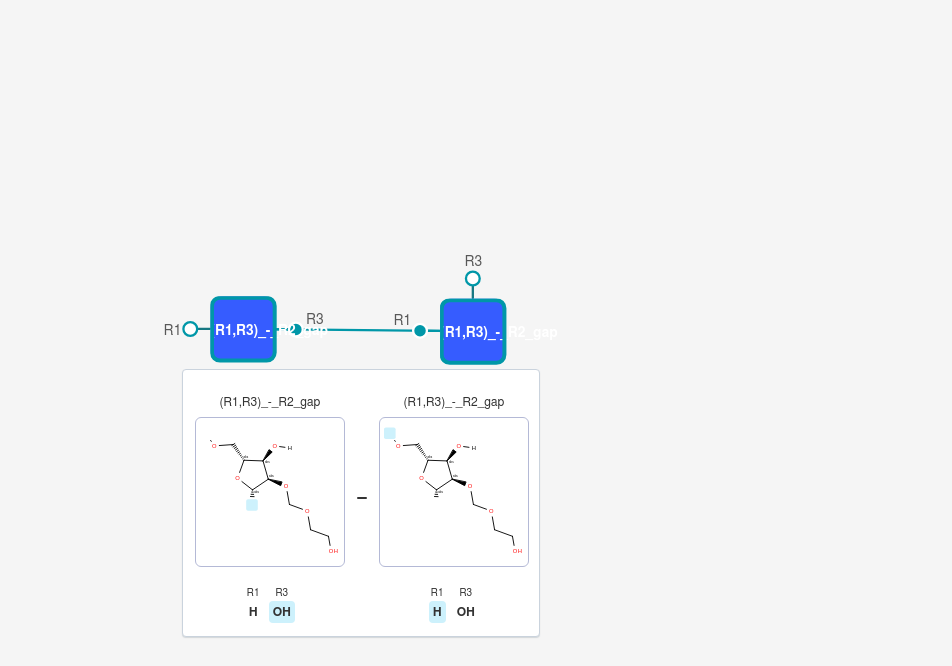 R3
R1 R1,R3)_-_R2_gap R3 R1 R1,R3)_-_R2_gap
(R1,R3)_-_R2_gap (R1,R3)_-_R2_gap
O O H O O OH
–
O O H O O OH
R1 R3 R1 R3
H OH H OH